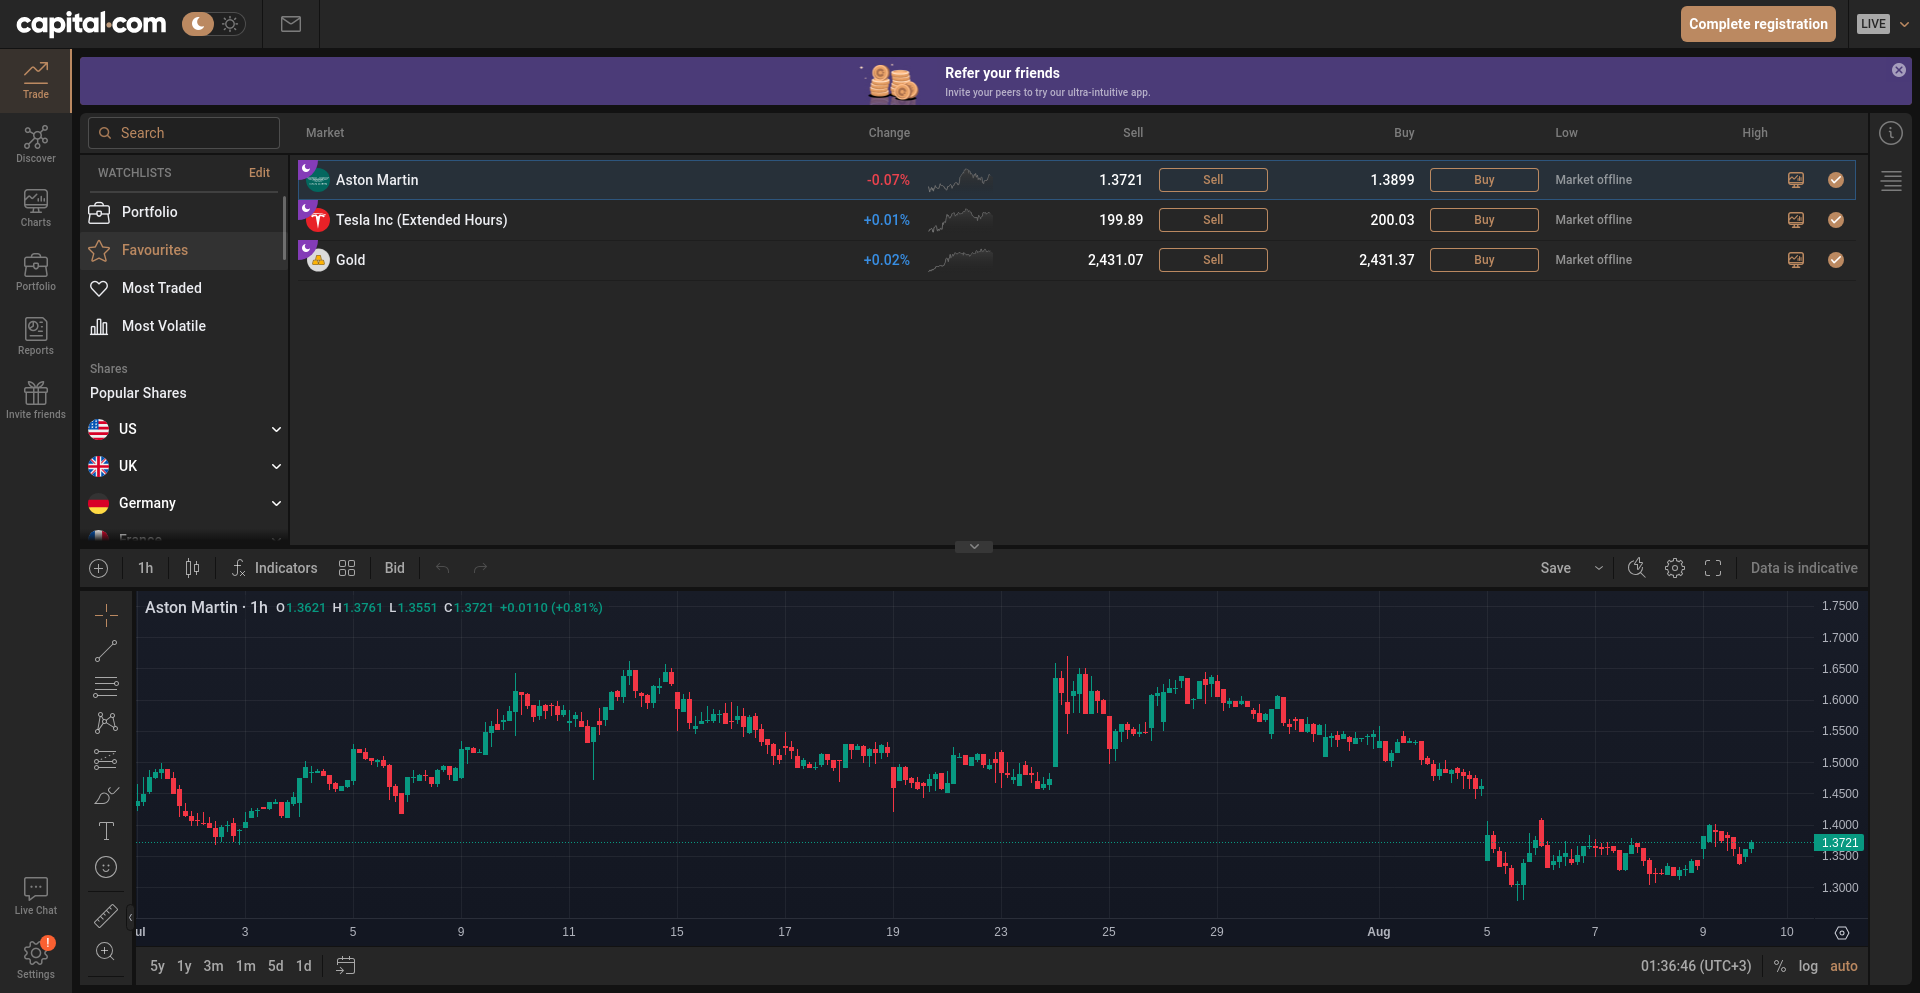 capital.com
Complete registration
LIVE
Trade
Discover
Charts
Portfolio
Reports
Invite friends
Live Chat
!
Settings
Refer your friends
Invite your peers to try our ultra-intuitive app.
Search
Market Change Sell Buy Low High
WATCHLISTS Edit
Portfolio
Favourites
Most Traded
Most Volatile
Shares
Popular Shares
US
UK
Germany
France
Aston Martin -0.07% 1.3721 Sell 1.3899 Buy Market offline
Tesla Inc (Extended Hours) +0.01% 199.89 Sell 200.03 Buy Market offline
Gold +0.02% 2,431.07 Sell 2,431.37 Buy Market offline
1h Indicators Bid Save Data is indicative
Aston Martin · 1h O1.3621 H1.3761 L1.3551 C1.3721 +0.0110 (+0.81%)
1.7500
1.7000
1.6500
1.6000
1.5500
1.5000
1.4500
1.4000
1.3721
1.3500
1.3000
ul 3 5 9 11 15 17 19 23 25 29 Aug 5 7 9 10
5y 1y 3m 1m 5d 1d 01:36:46 (UTC+3) % log auto